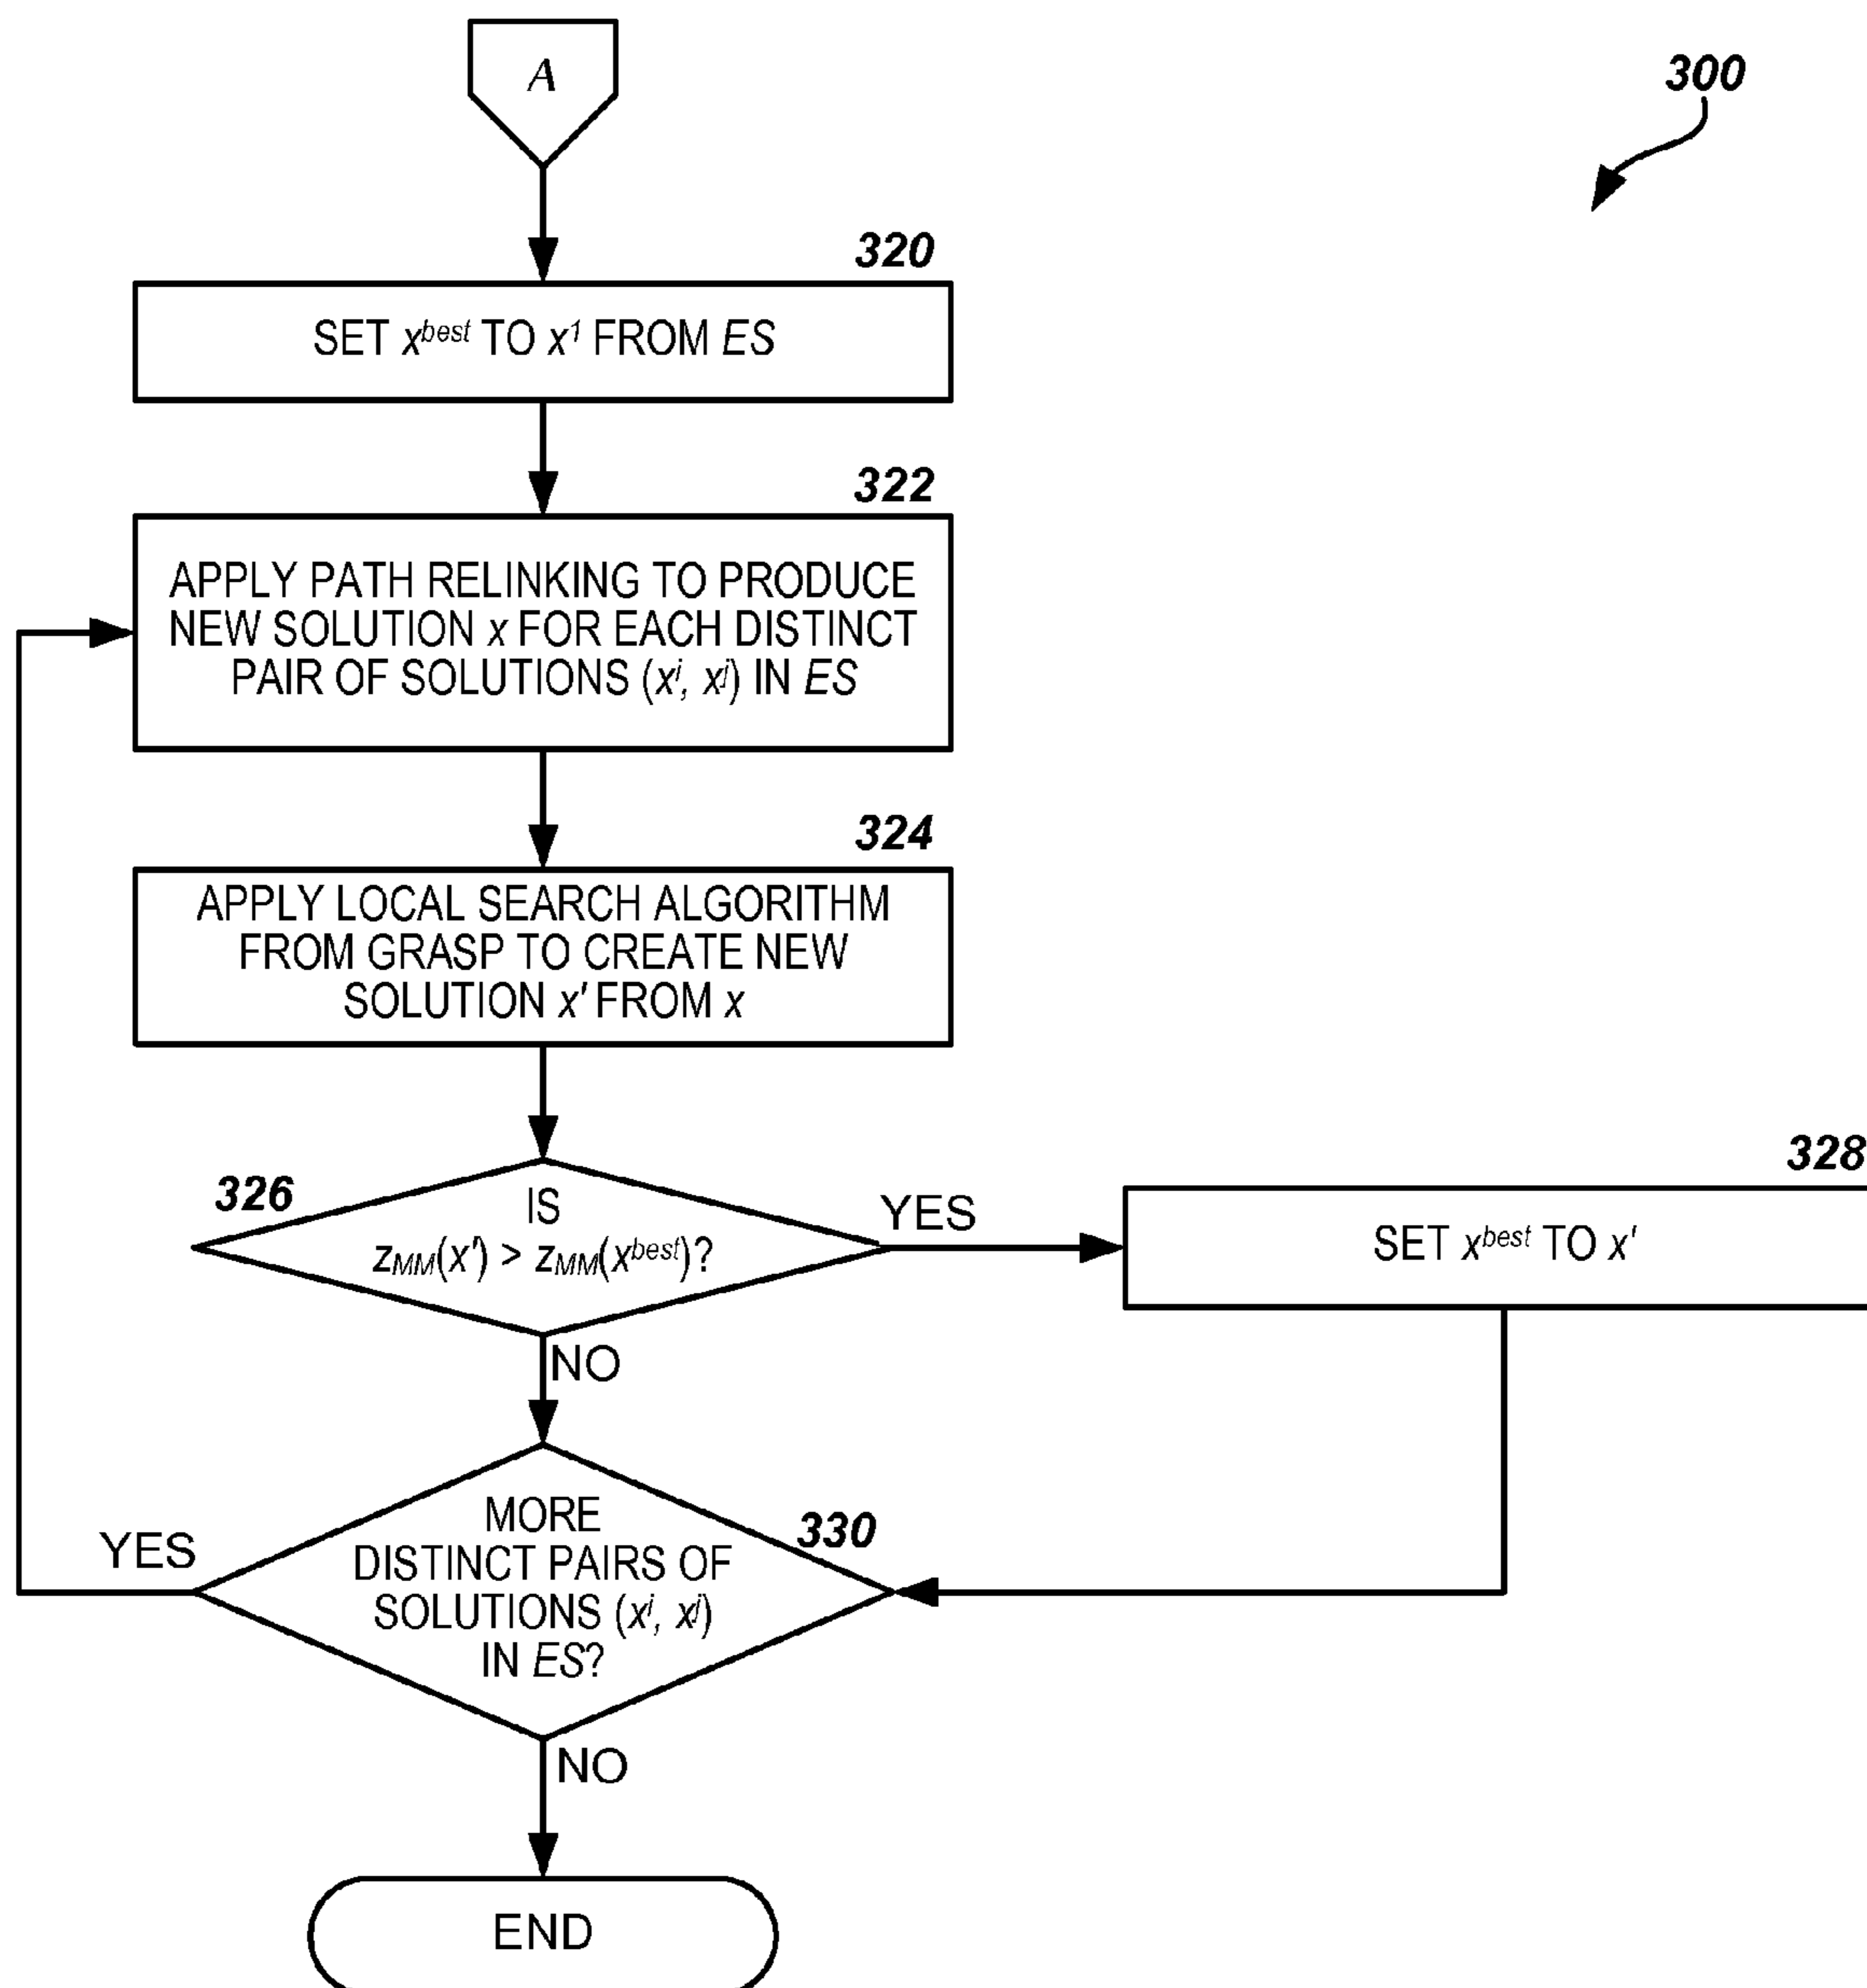 A
300
320
SET x^best TO x^1 FROM ES
322
APPLY PATH RELINKING TO PRODUCE
NEW SOLUTION x FOR EACH DISTINCT
PAIR OF SOLUTIONS (x^i, x^j) IN ES
324
APPLY LOCAL SEARCH ALGORITHM
FROM GRASP TO CREATE NEW
SOLUTION x' FROM x
326
IS
z_MM(x') > z_MM(x^best)?
YES
328
SET x^best TO x'
NO
MORE
DISTINCT PAIRS OF
SOLUTIONS (x^i, x^j)
IN ES?
330
YES
NO
END